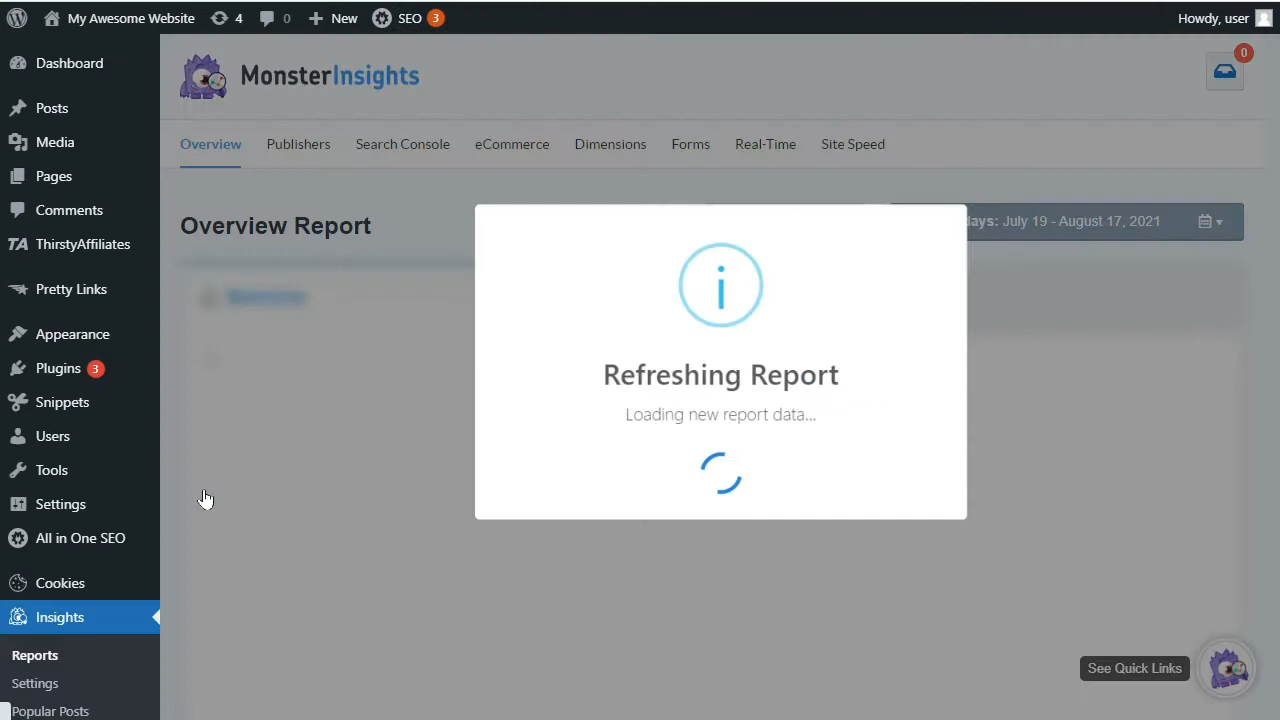 My Awesome Website 4 0 New SEO 3 Howdy, user
Dashboard
Posts
Media
Pages
Comments
ThirstyAffiliates
Pretty Links
Appearance
Plugins 3
Snippets
Users
Tools
Settings
All in One SEO
Cookies
Insights
Reports
Settings
Popular Posts
MonsterInsights
0
Overview Publishers Search Console eCommerce Dimensions Forms Real-Time Site Speed
Overview Report
days: July 19 - August 17, 2021
Refreshing Report
Loading new report data...
See Quick Links